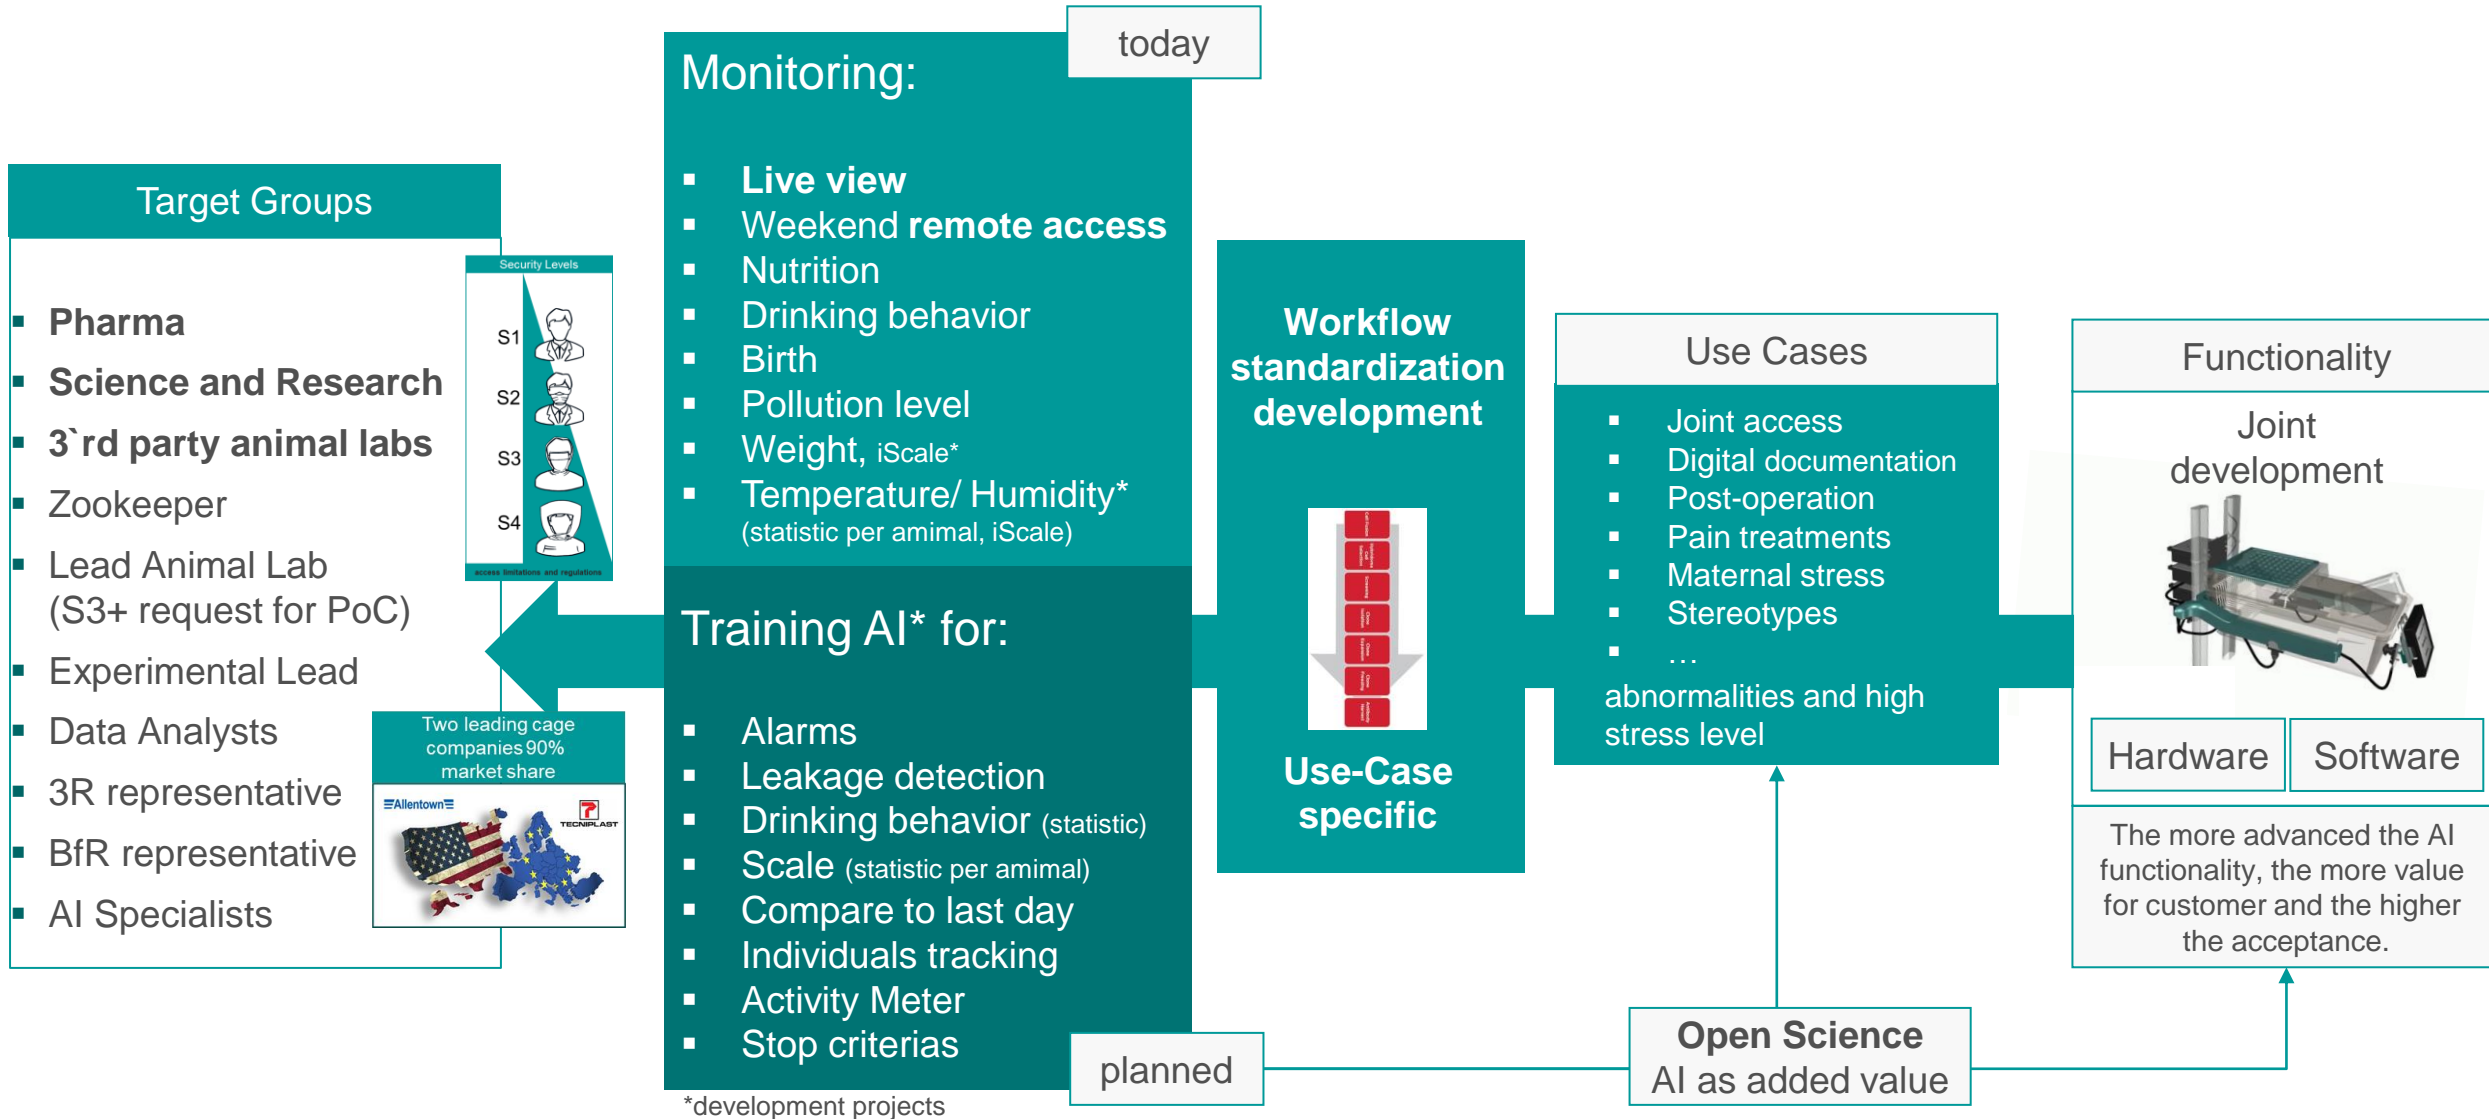 today
Monitoring:
▪ Live view
▪ Weekend remote access
▪ Nutrition
▪ Drinking behavior
▪ Birth
▪ Pollution level
▪ Weight, iScale*
▪ Temperature/ Humidity*
(statistic per amimal, iScale)
Training AI* for:
▪ Alarms
▪ Leakage detection
▪ Drinking behavior (statistic)
▪ Scale (statistic per amimal)
▪ Compare to last day
▪ Individuals tracking
▪ Activity Meter
▪ Stop criterias
planned
*development projects
Target Groups
▪ Pharma
▪ Science and Research
▪ 3`rd party animal labs
▪ Zookeeper
▪ Lead Animal Lab
(S3+ request for PoC)
▪ Experimental Lead
▪ Data Analysts
▪ 3R representative
▪ BfR representative
▪ AI Specialists
Security Levels
S1
S2
S3
S4
access limitations and regulations
Two leading cage
companies 90%
market share
Allentown
TECNIPLAST
Workflow
standardization
development
Screening
Use-Case
specific
Use Cases
▪ Joint access
▪ Digital documentation
▪ Post-operation
▪ Pain treatments
▪ Maternal stress
▪ Stereotypes
▪ …
abnormalities and high
stress level
Functionality
Joint
development
Hardware
Software
The more advanced the AI
functionality, the more value
for customer and the higher
the acceptance.
Open Science
AI as added value